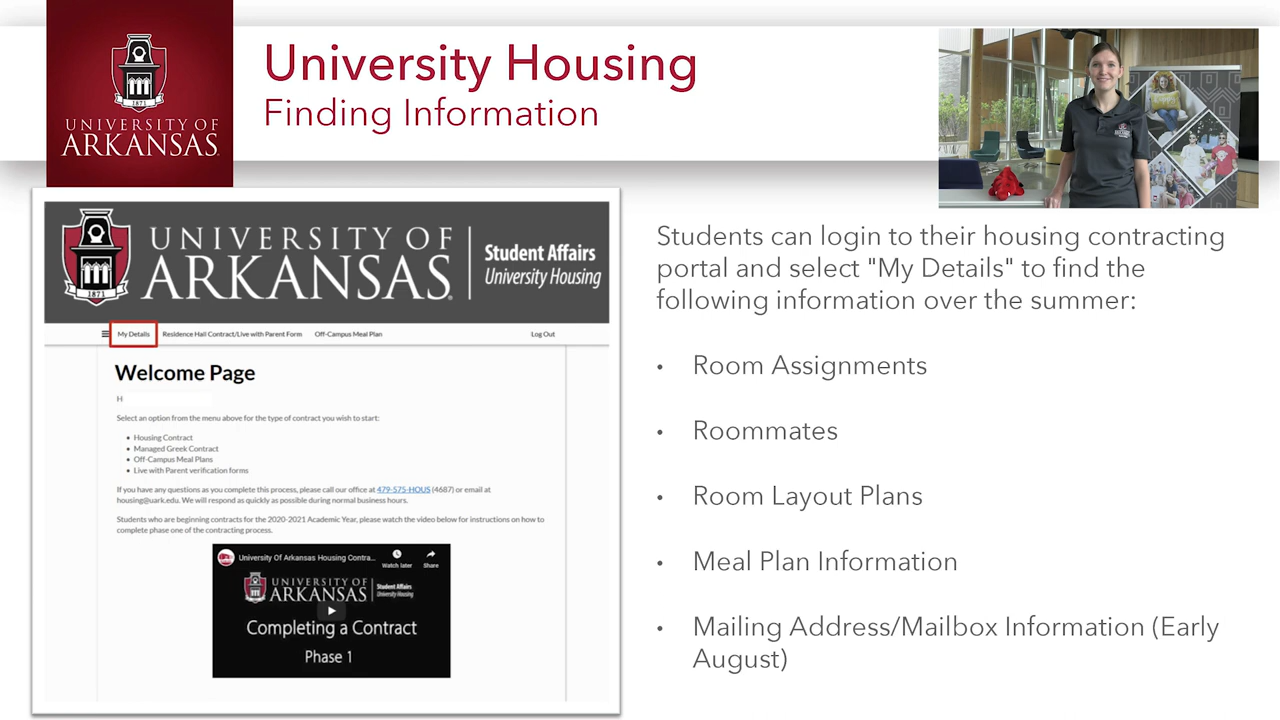 University Housing
Finding Information
1871
UNIVERSITY OF
ARKANSAS
1871
UNIVERSITY OF
ARKANSAS®
Student Affairs
University Housing
My Details
Residence Hall Contract/Live with Parent Form
Off-Campus Meal Plan
Log Out
Welcome Page
H
Select an option from the menu above for the type of contract you wish to start:
• Housing Contract
• Managed Greek Contract
• Off-Campus Meal Plans
• Live with Parent verification forms
If you have any questions as you complete this process, please call our office at 479-575-HOUS (4687) or email at
housing@uark.edu. We will respond as quickly as possible during normal business hours.
Students who are beginning contracts for the 2020-2021 Academic Year, please watch the video below for instructions on how to
complete phase one of the contracting process.
University Of Arkansas Housing Contra...
Watch later
Share
UNIVERSITY OF
ARKANSAS
Student Affairs
University Housing
Completing a Contract
Phase 1
Students can login to their housing contracting
portal and select "My Details" to find the
following information over the summer:
• Room Assignments
• Roommates
• Room Layout Plans
• Meal Plan Information
• Mailing Address/Mailbox Information (Early
August)